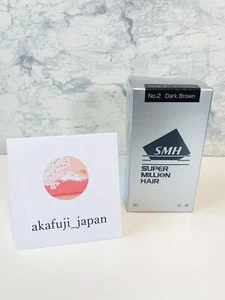 No.2 Dark Brown
SMH
SUPER
MILLION
HAIR
akafuji_japan